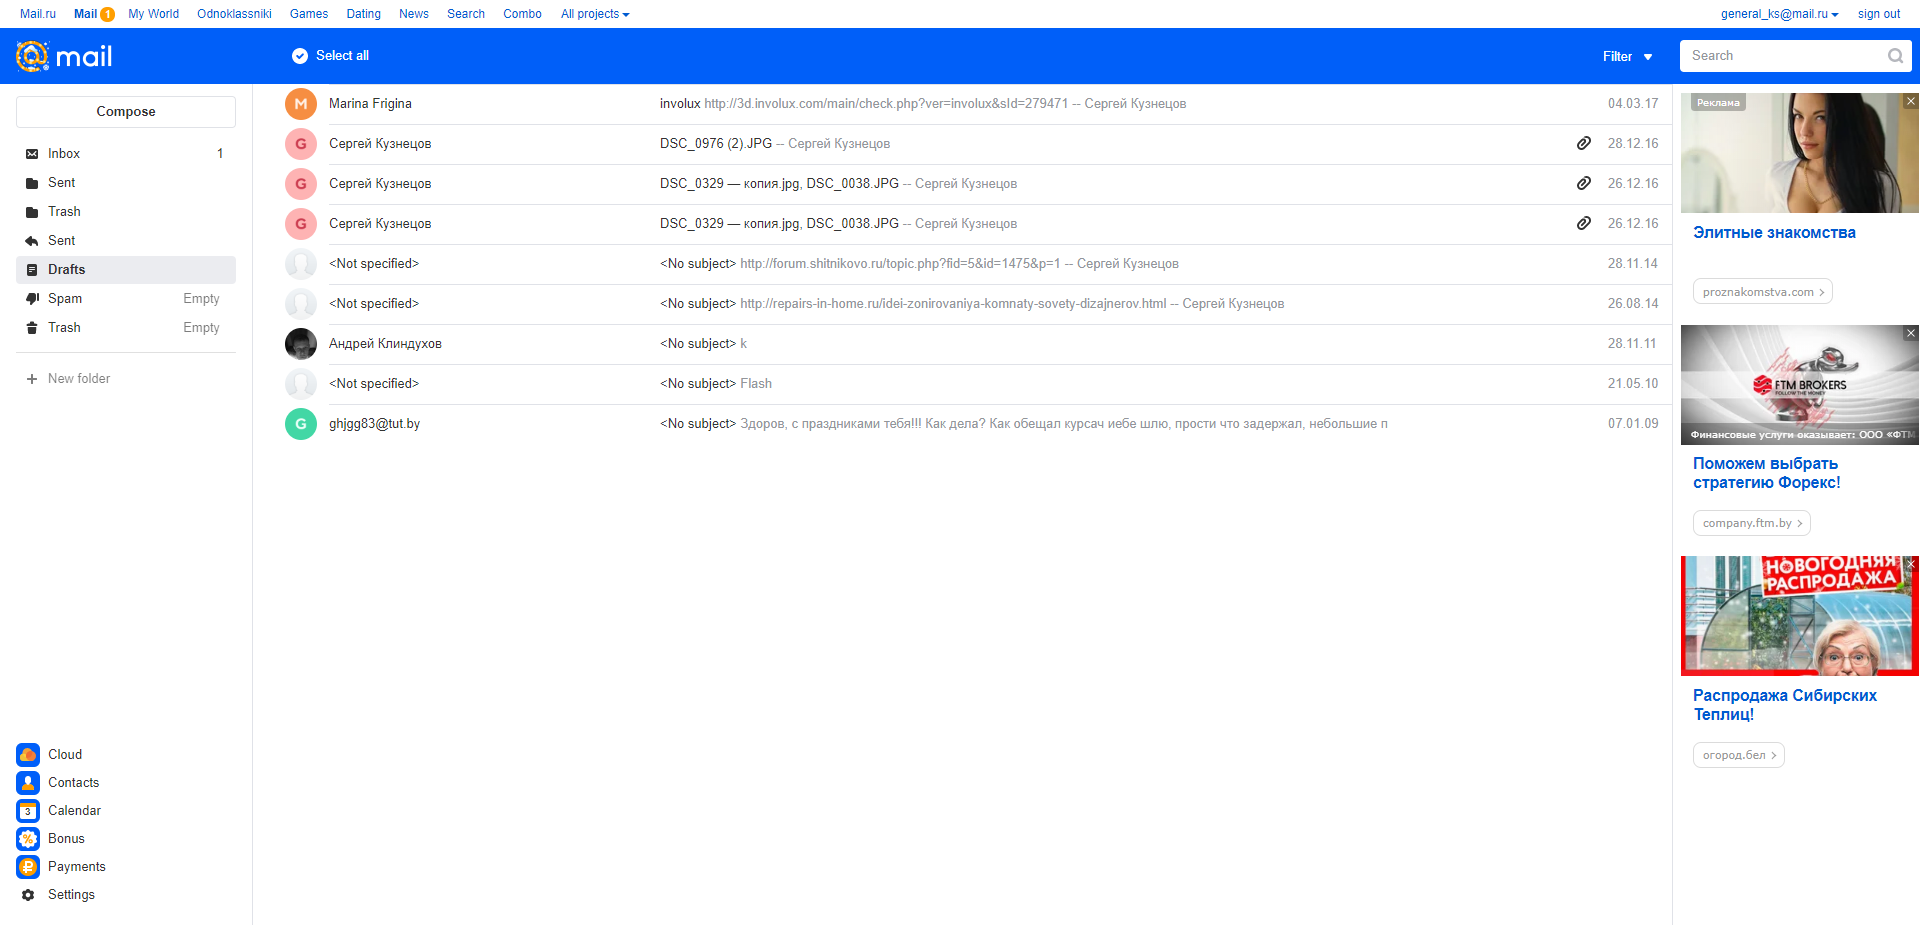 Mail.ru Mail 1 My World Odnoklassniki Games Dating News Search Combo All projects general_ks@mail.ru sign out
mail Select all Filter Search
Compose
Inbox 1
Sent
Trash
Sent
Drafts
Spam Empty
Trash Empty
New folder
Cloud
Contacts
3 Calendar
% Bonus
₽ Payments
Settings
M Marina Frigina involux http://3d.involux.com/main/check.php?ver=involux&sId=279471 -- Сергей Кузнецов 04.03.17
G Сергей Кузнецов DSC_0976 (2).JPG -- Сергей Кузнецов 28.12.16
G Сергей Кузнецов DSC_0329 — копия.jpg, DSC_0038.JPG -- Сергей Кузнецов 26.12.16
G Сергей Кузнецов DSC_0329 — копия.jpg, DSC_0038.JPG -- Сергей Кузнецов 26.12.16
<Not specified> <No subject> http://forum.shitnikovo.ru/topic.php?fid=5&id=1475&p=1 -- Сергей Кузнецов 28.11.14
<Not specified> <No subject> http://repairs-in-home.ru/idei-zonirovaniya-komnaty-sovety-dizajnerov.html -- Сергей Кузнецов 26.08.14
Андрей Клиндухов <No subject> k 28.11.11
<Not specified> <No subject> Flash 21.05.10
G ghjgg83@tut.by <No subject> Здоров, с праздниками тебя!!! Как дела? Как обещал курсач иебе шлю, прости что задержал, небольшие п 07.01.09
Реклама
Элитные знакомства
proznakomstva.com
FTM BROKERS
FOLLOW THE MONEY
Финансовые услуги оказывает: ООО «ФТМ
Поможем выбрать
стратегию Форекс!
company.ftm.by
НОВОГОДНЯЯ
РАСПРОДАЖА
Распродажа Сибирских
Теплиц!
огород.бел